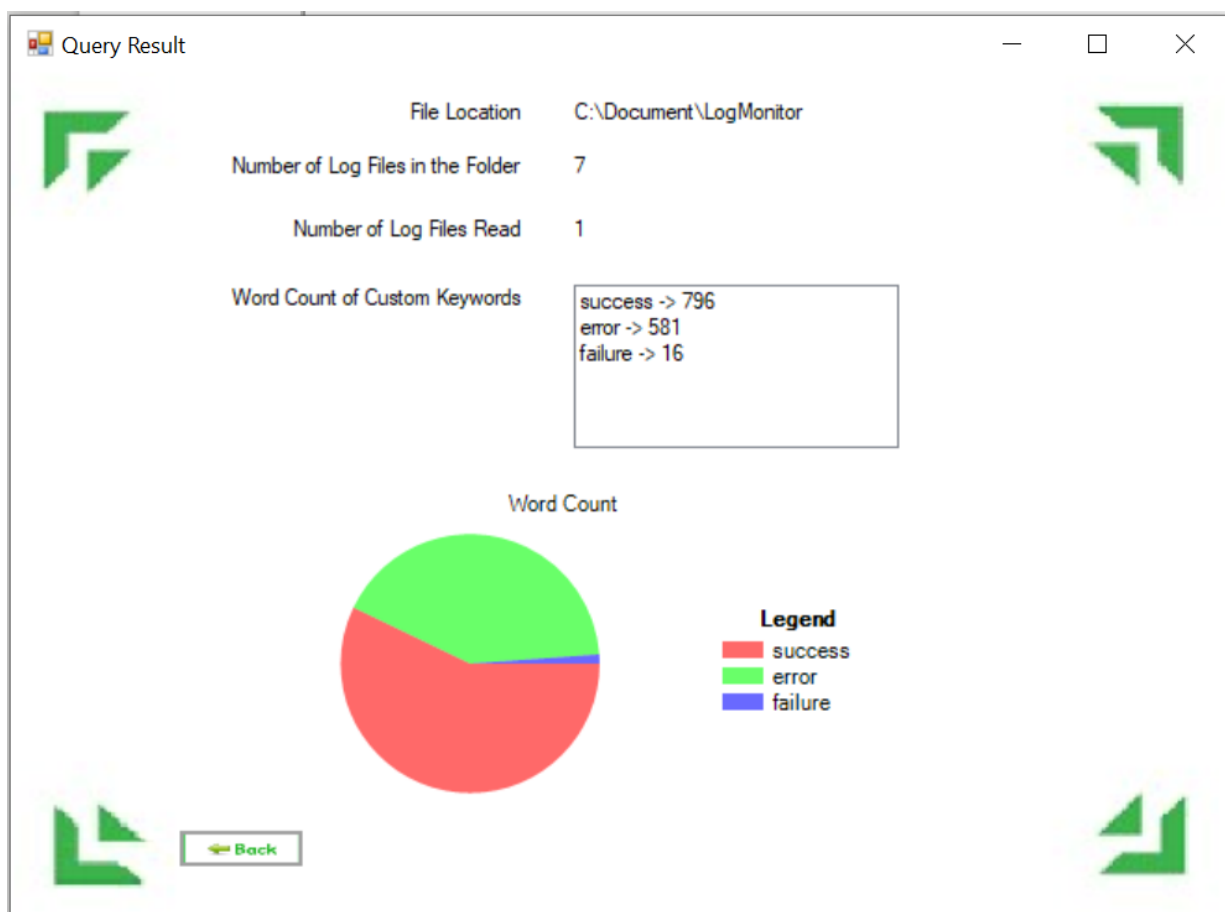 Query Result
File Location C:\Document\LogMonitor
Number of Log Files in the Folder 7
Number of Log Files Read 1
Word Count of Custom Keywords
success -> 796
error -> 581
failure -> 16
Word Count
Legend
success
error
failure
Back